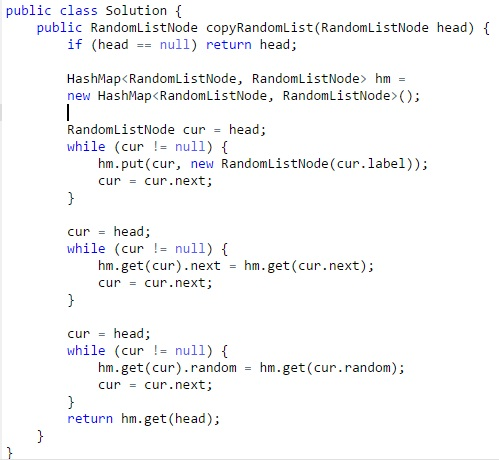 public class Solution {
    public RandomListNode copyRandomList(RandomListNode head) {
        if (head == null) return head;

        HashMap<RandomListNode, RandomListNode> hm =
        new HashMap<RandomListNode, RandomListNode>();

        RandomListNode cur = head;
        while (cur != null) {
            hm.put(cur, new RandomListNode(cur.label));
            cur = cur.next;
        }

        cur = head;
        while (cur != null) {
            hm.get(cur).next = hm.get(cur.next);
            cur = cur.next;
        }

        cur = head;
        while (cur != null) {
            hm.get(cur).random = hm.get(cur.random);
            cur = cur.next;
        }
        return hm.get(head);
    }
}